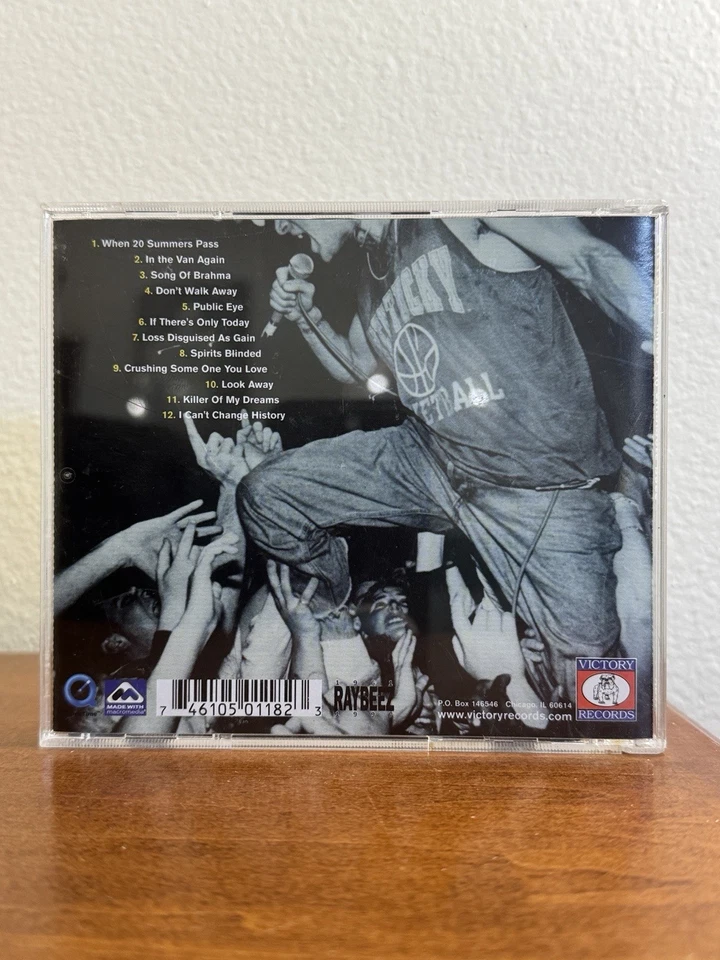 1. When 20 Summers Pass
2. In the Van Again
3. Song Of Brahma
4. Don't Walk Away
5. Public Eye
6. If There's Only Today
7. Loss Disguised As Gain
8. Spirits Blinded
9. Crushing Some One You Love
10. Look Away
11. Killer Of My Dreams
12. I Can't Change History
MADE WITH
macromedia
7 46105 01182 3
RAYBEEZ
P.O. Box 146546 Chicago, IL 60614
www.victoryrecords.com
VICTORY
RECORDS